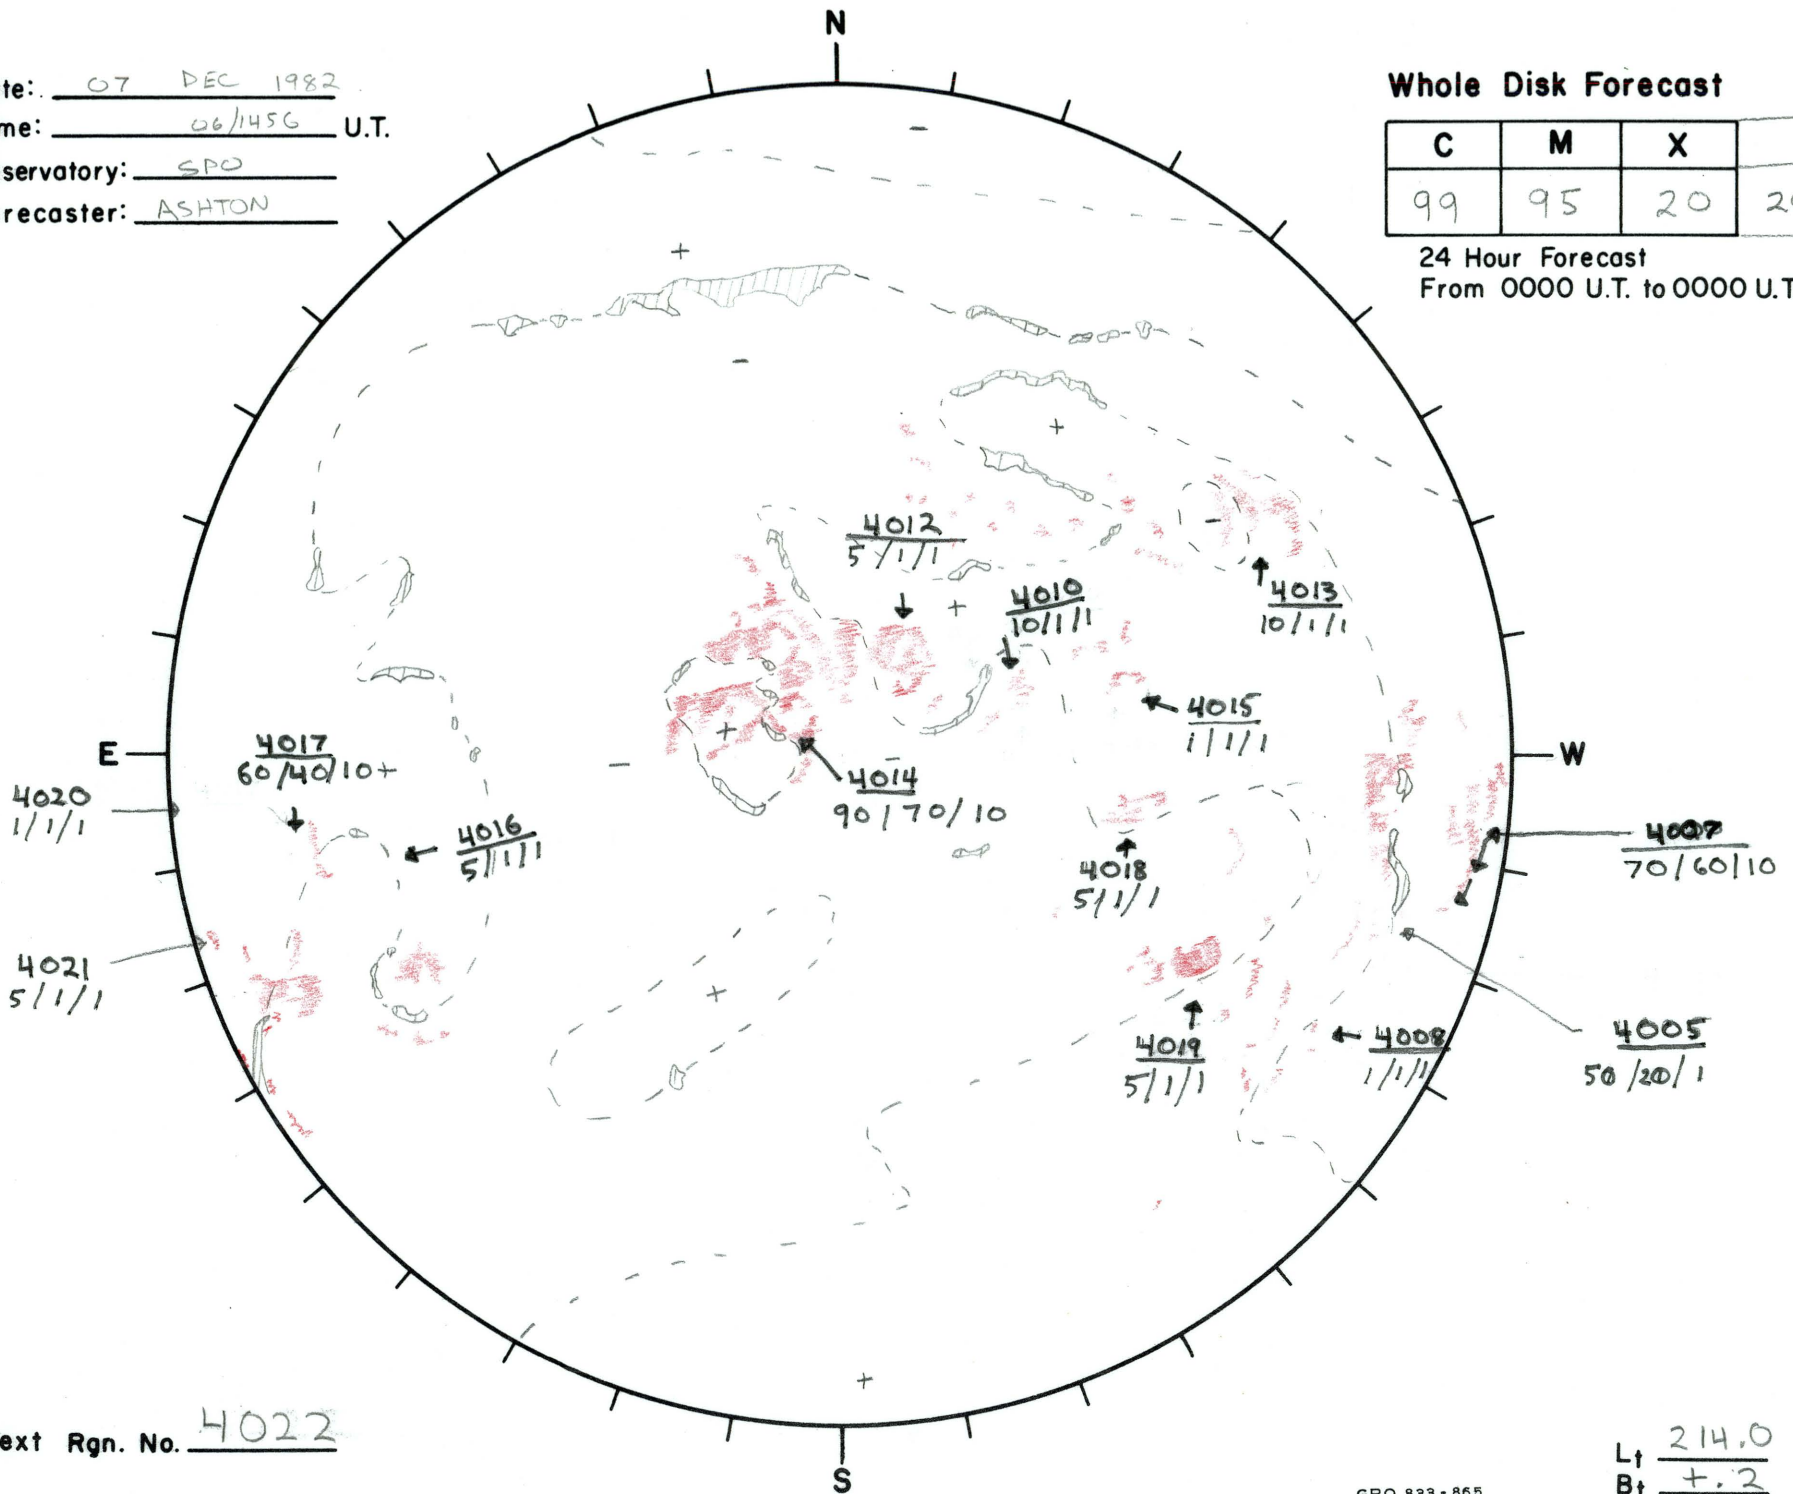 N
te: 07 DEC 1982
me: 06/1456 U.T.
servatory: SPO
recaster: ASHTON
Whole Disk Forecast
C M X
99 95 20 2
24 Hour Forecast
From 0000 U.T. to 0000 U.T
4012
5/1/1
4010
10/1/1
4013
10/1/1
4015
1/1/1
E
W
4017
60/40/10+
4014
90/70/10
4020
1/1/1
4016
5/1/1
4007
70/60/10
4018
5/1/1
4021
5/1/1
4019
5/1/1
4008
1/1/1
4005
50/20/1
ext Rgn. No. 4022
S
Lt 214.0
Bt +.2
GPO 833-865